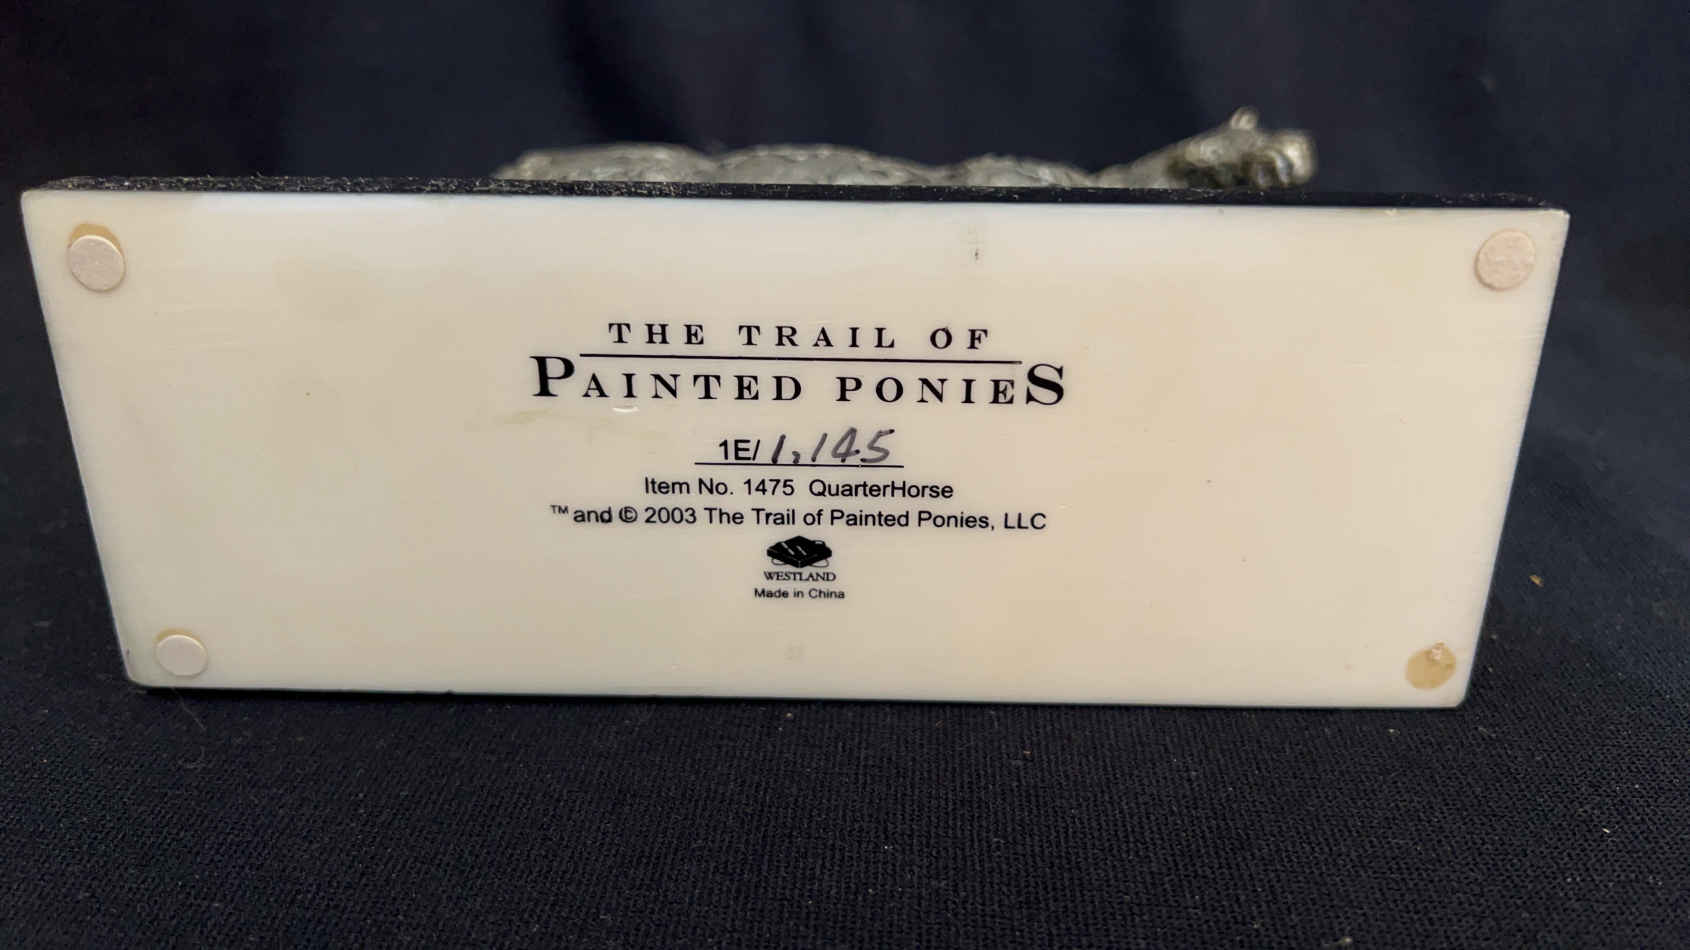 THE TRAIL OF
PAINTED PONIES
1E/ 1,145
Item No. 1475 QuarterHorse
™ and © 2003 The Trail of Painted Ponies, LLC
WESTLAND
Made in China